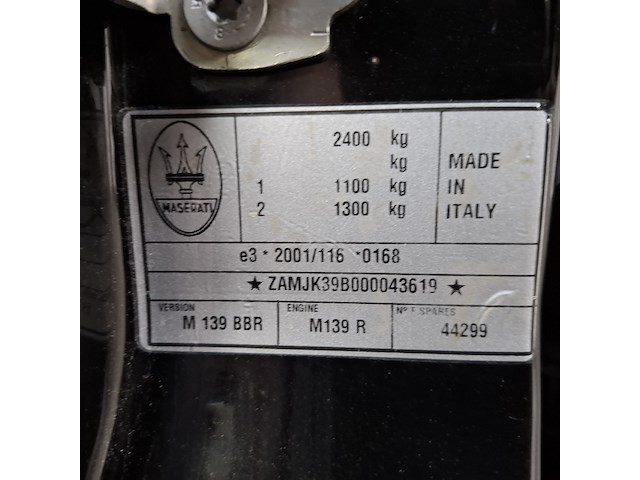 MASERATI
2400 kg
kg
1 1100 kg
2 1300 kg
MADE
IN
ITALY
e3 * 2001/116 *0168
★ ZAMJK39B000043619 ★
VERSION
M 139 BBR
ENGINE
M139 R
Nº F SPARES
44299